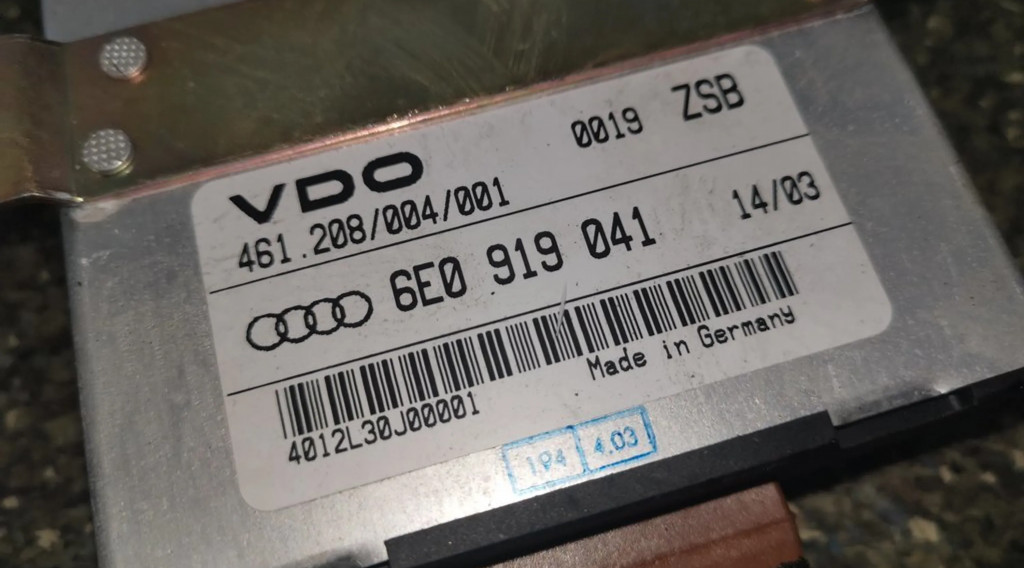 VDO 0019 ZSB
461.208/004/001
6E0 919 041 14/03
Made in Germany
4012L30J00001
194 4.03